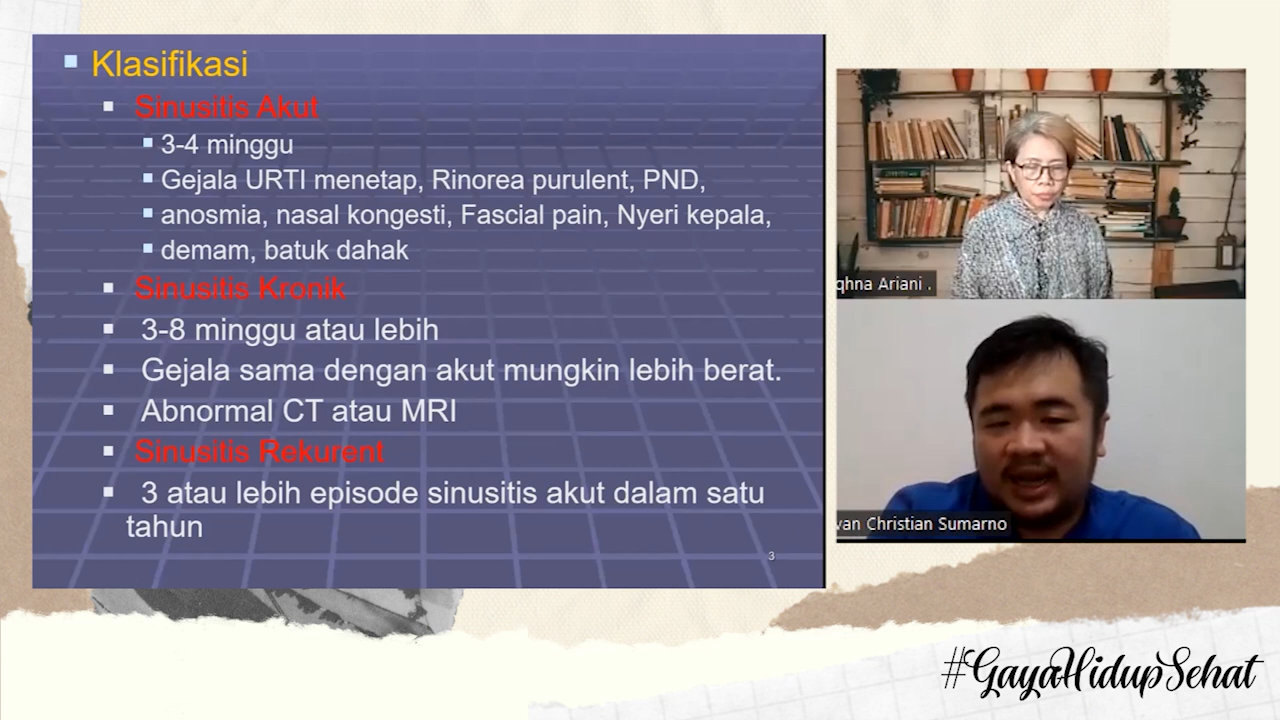 Klasifikasi
Sinusitis Akut
3-4 minggu
Gejala URTI menetap, Rinorea purulent, PND,
anosmia, nasal kongesti, Fascial pain, Nyeri kepala,
demam, batuk dahak
Sinusitis Kronik
3-8 minggu atau lebih
Gejala sama dengan akut mungkin lebih berat.
Abnormal CT atau MRI
Sinusitis Rekurent
3 atau lebih episode sinusitis akut dalam satu
tahun
3
qhna Ariani .
van Christian Sumarno
#GayaHidupSehat